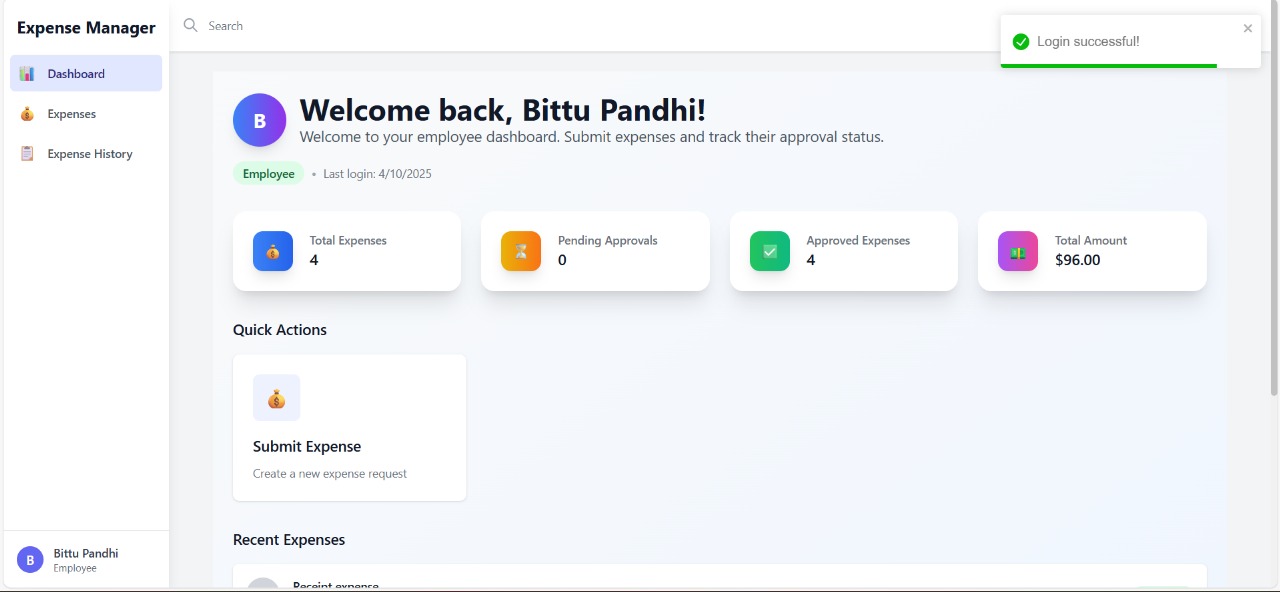 Expense Manager
Search
Login successful!
Dashboard
Expenses
Expense History
B
Welcome back, Bittu Pandhi!
Welcome to your employee dashboard. Submit expenses and track their approval status.
Employee • Last login: 4/10/2025
Total Expenses
4
Pending Approvals
0
Approved Expenses
4
Total Amount
$96.00
Quick Actions
Submit Expense
Create a new expense request
Recent Expenses
Receipt expense
B
Bittu Pandhi
Employee